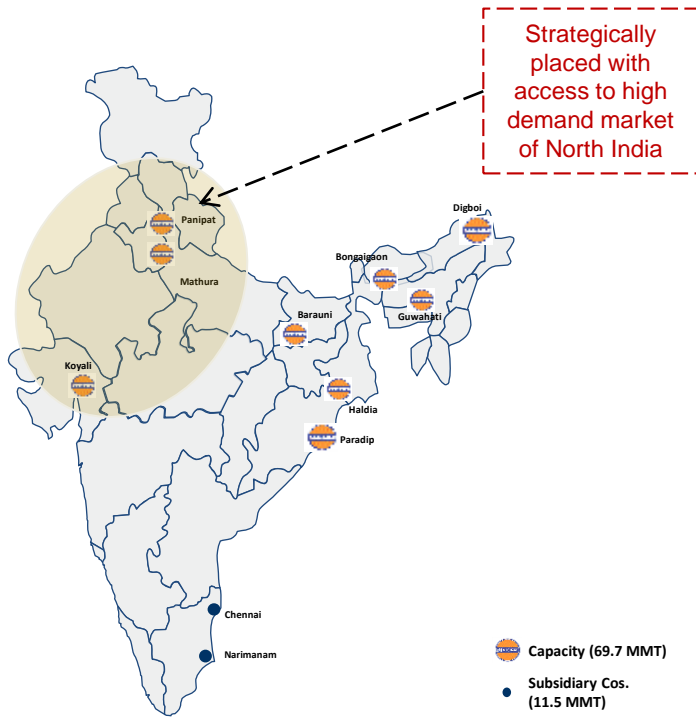 Strategically
placed with
access to high
demand market
of North India
Digboi
Panipat
Bongaigaon
Mathura
Barauni
Guwahati
Koyali
Haldia
Paradip
Chennai
Narimanam
Capacity (69.7 MMT)
Subsidiary Cos.
(11.5 MMT)